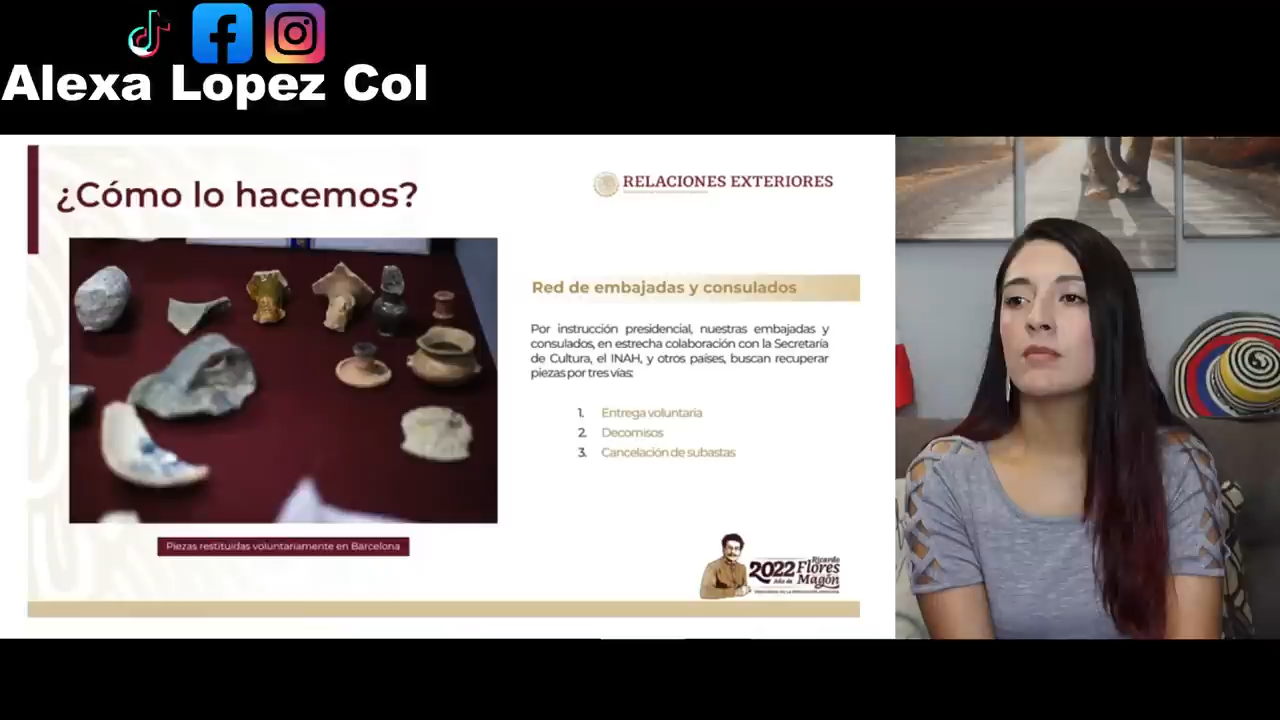 Alexa Lopez Col
¿Cómo lo hacemos?
RELACIONES EXTERIORES
Red de embajadas y consulados
Por instrucción presidencial, nuestras embajadas y
consulados, en estrecha colaboración con la Secretaría
de Cultura, el INAH, y otros países, buscan recuperar
piezas por tres vías:
1. Entrega voluntaria
2. Decomisos
3. Cancelación de subastas
Piezas restituidas voluntariamente en Barcelona
2022 Ricardo
Año de Flores
Magón